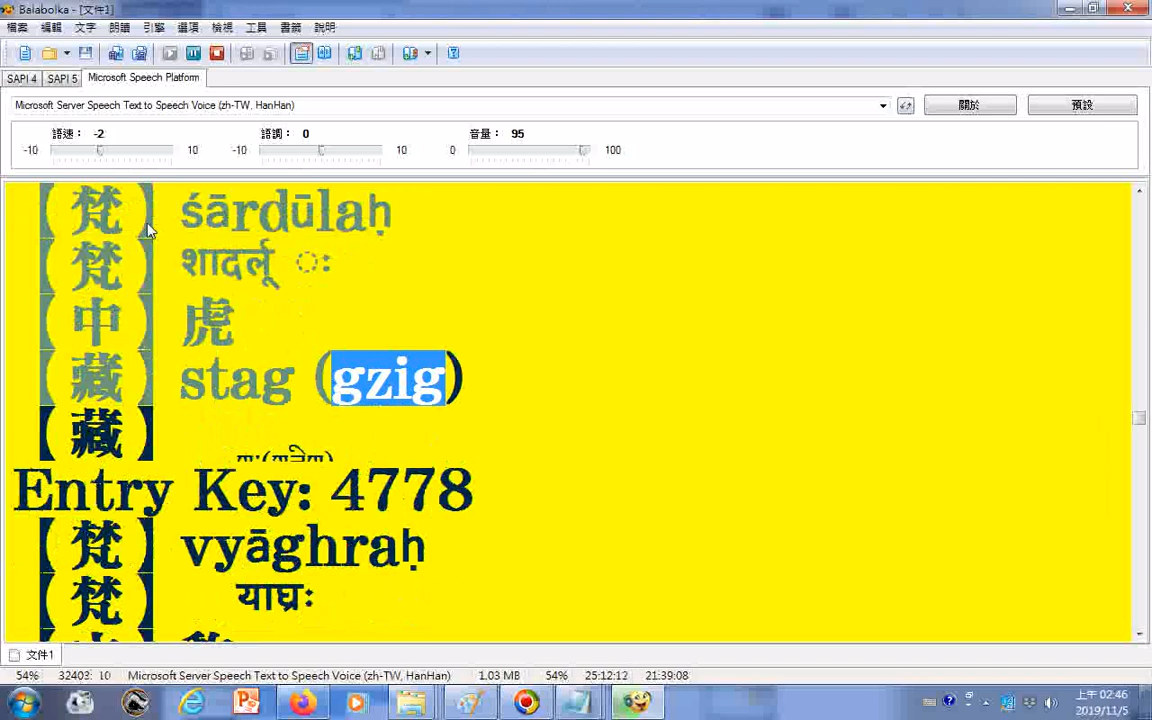 Balabolka - [文件1]
檔案 編輯 文字 朗讀 引擎 選項 檢視 工具 書籤 說明
SAPI 4 SAPI 5 Microsoft Speech Platform
Microsoft Server Speech Text to Speech Voice (zh-TW, HanHan) 關於 預設
語速： -2 語調： 0 音量： 95
-10 10 -10 10 0 100
【梵】 śārdūlaḥ
【梵】 शादर्लू ः
【中】 虎
【藏】 stag (gzig)
【藏】
Entry Key: 4778
【梵】 vyāghraḥ
【梵】 याघ्रः
文件1
54% 32403: 10 Microsoft Server Speech Text to Speech Voice (zh-TW, HanHan) 1.03 MB 54% 25:12:12 21:39:08
上午 02:46
2019/11/5